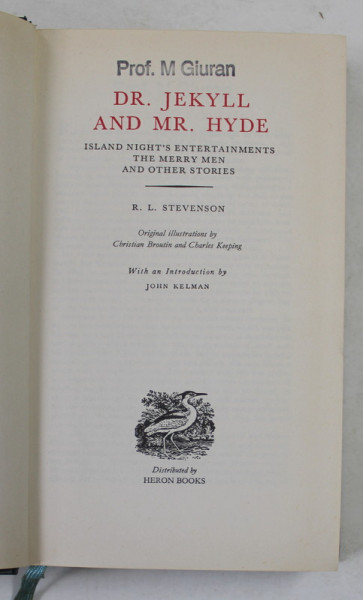 Prof. M Giuran
DR. JEKYLL
AND MR. HYDE
ISLAND NIGHT'S ENTERTAINMENTS
THE MERRY MEN
AND OTHER STORIES
R. L. STEVENSON
Original illustrations by
Christian Broutin and Charles Keeping
With an Introduction by
JOHN KELMAN
Distributed by
HERON BOOKS